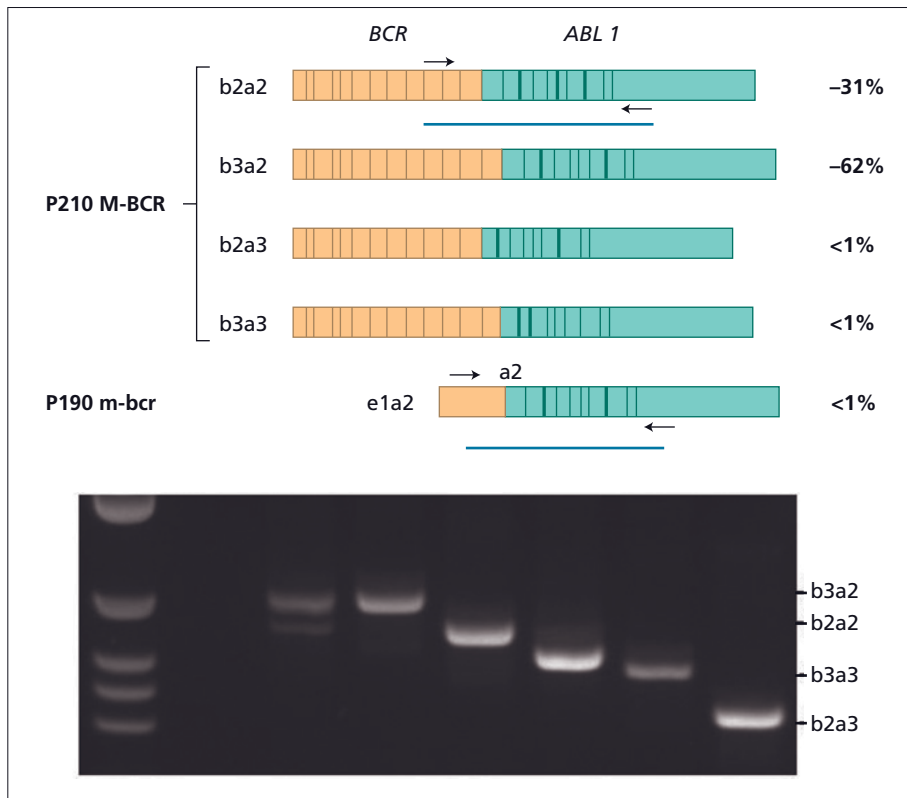 BCR ABL 1
b2a2 –31%
b3a2 –62%
P210 M-BCR
b2a3 <1%
b3a3 <1%
a2
P190 m-bcr e1a2 <1%
b3a2
b2a2
b3a3
b2a3